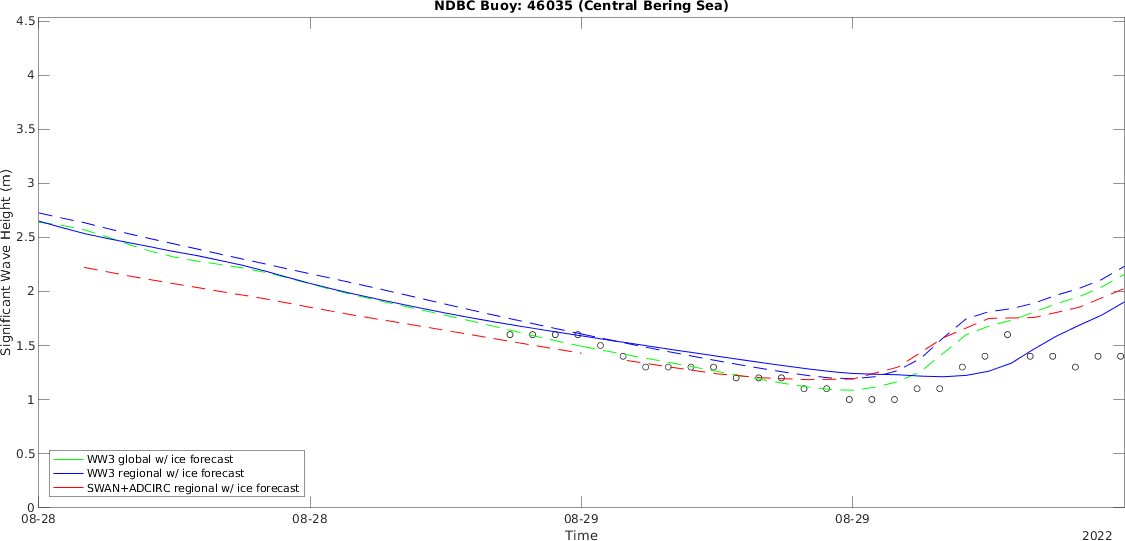 NDBC Buoy: 46035 (Central Bering Sea)
4.5
4
3.5
3
2.5
2
1.5
1
0.5
0
Significant Wave Height (m)
WW3 global w/ ice forecast
WW3 regional w/ ice forecast
SWAN+ADCIRC regional w/ ice forecast
08-28
08-28
08-29
08-29
Time
2022